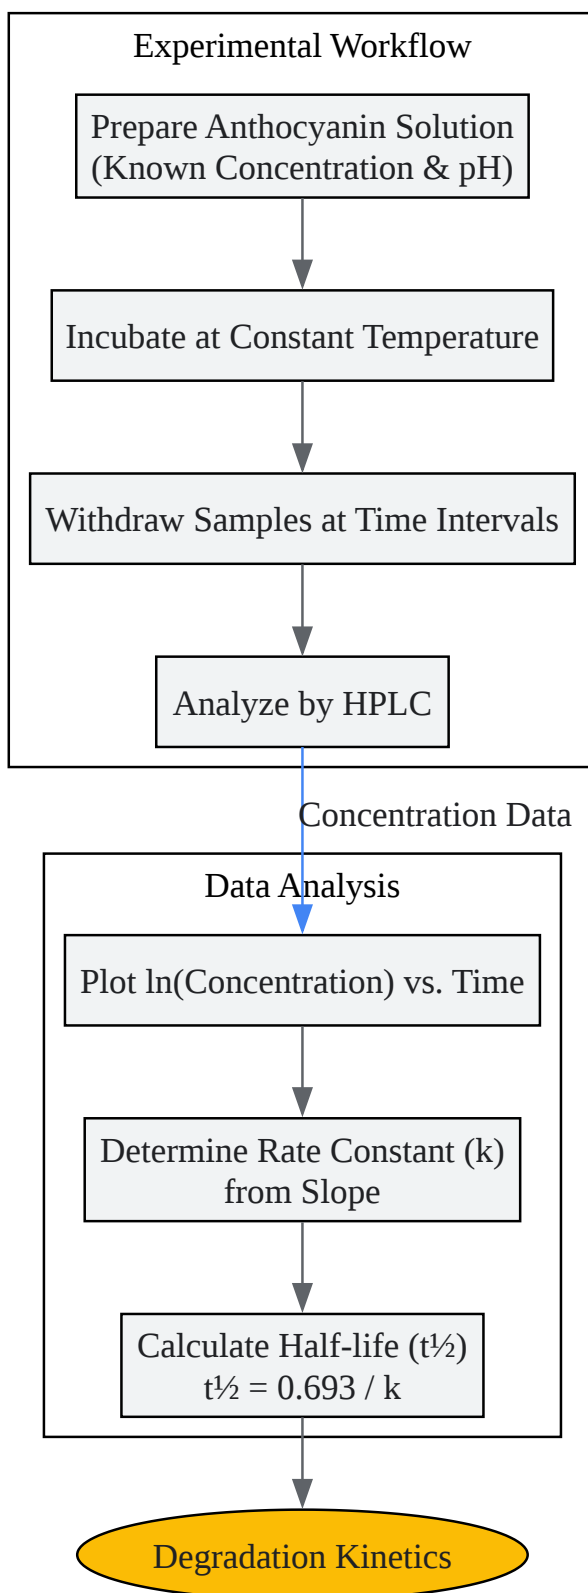 Experimental Workflow
Prepare Anthocyanin Solution
(Known Concentration & pH)
Incubate at Constant Temperature
Withdraw Samples at Time Intervals
Analyze by HPLC
Concentration Data
Data Analysis
Plot ln(Concentration) vs. Time
Determine Rate Constant (k)
from Slope
Calculate Half-life (t½)
t½ = 0.693 / k
Degradation Kinetics